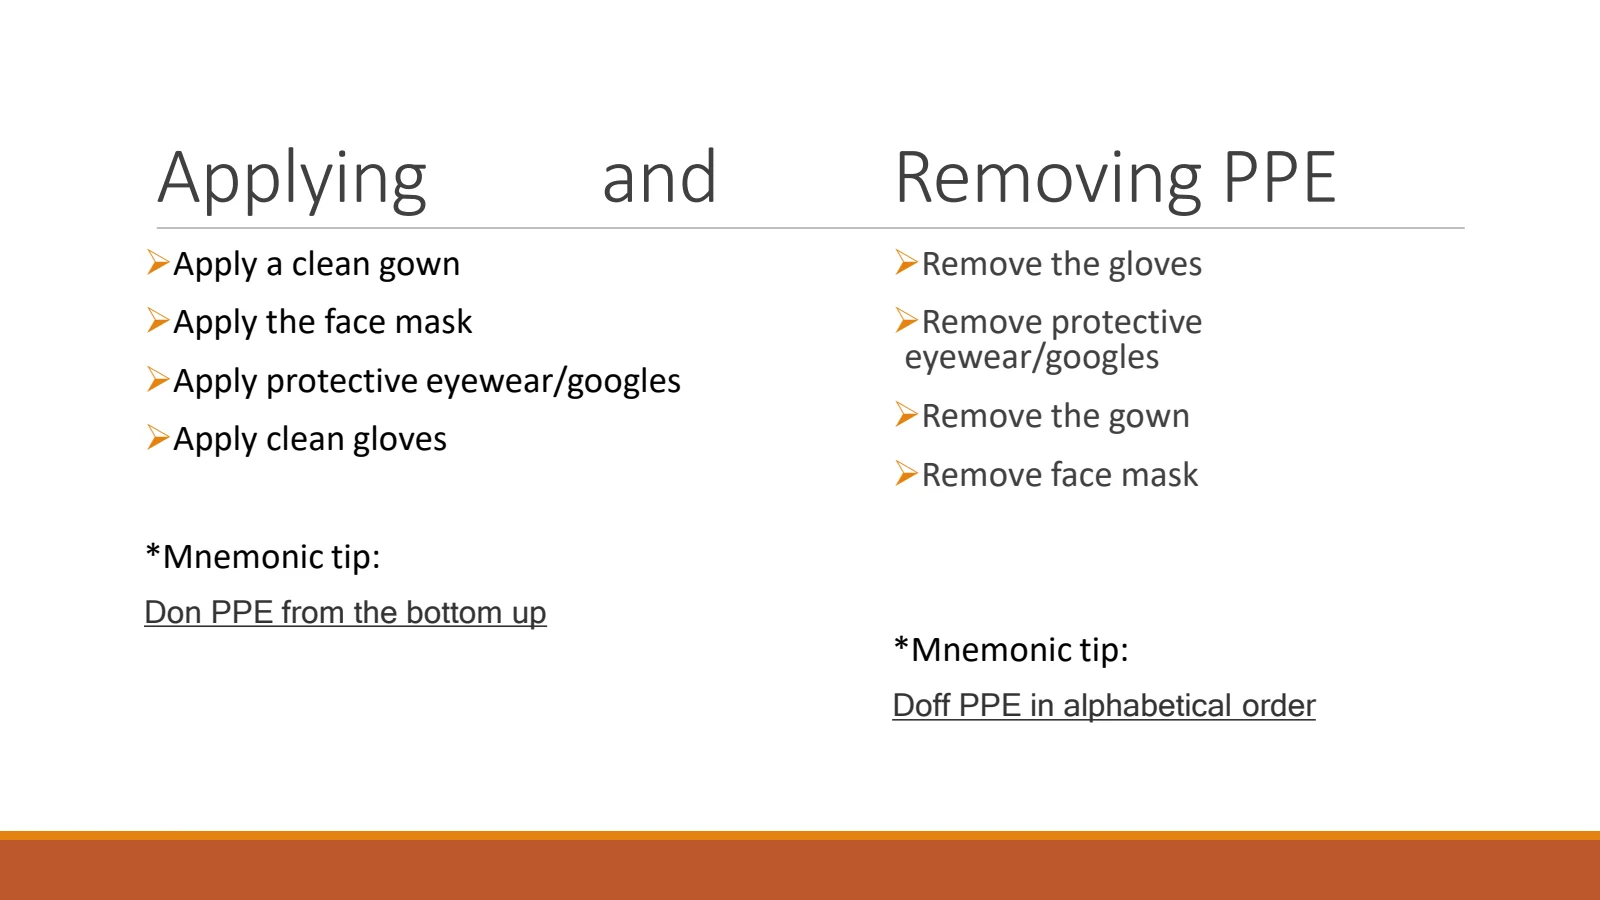 Applying and Removing PPE
➢Apply a clean gown
➢Apply the face mask
➢Apply protective eyewear/googles
➢Apply clean gloves
*Mnemonic tip:
Don PPE from the bottom up
➢Remove the gloves
➢Remove protective
eyewear/googles
➢Remove the gown
➢Remove face mask
*Mnemonic tip:
Doff PPE in alphabetical order